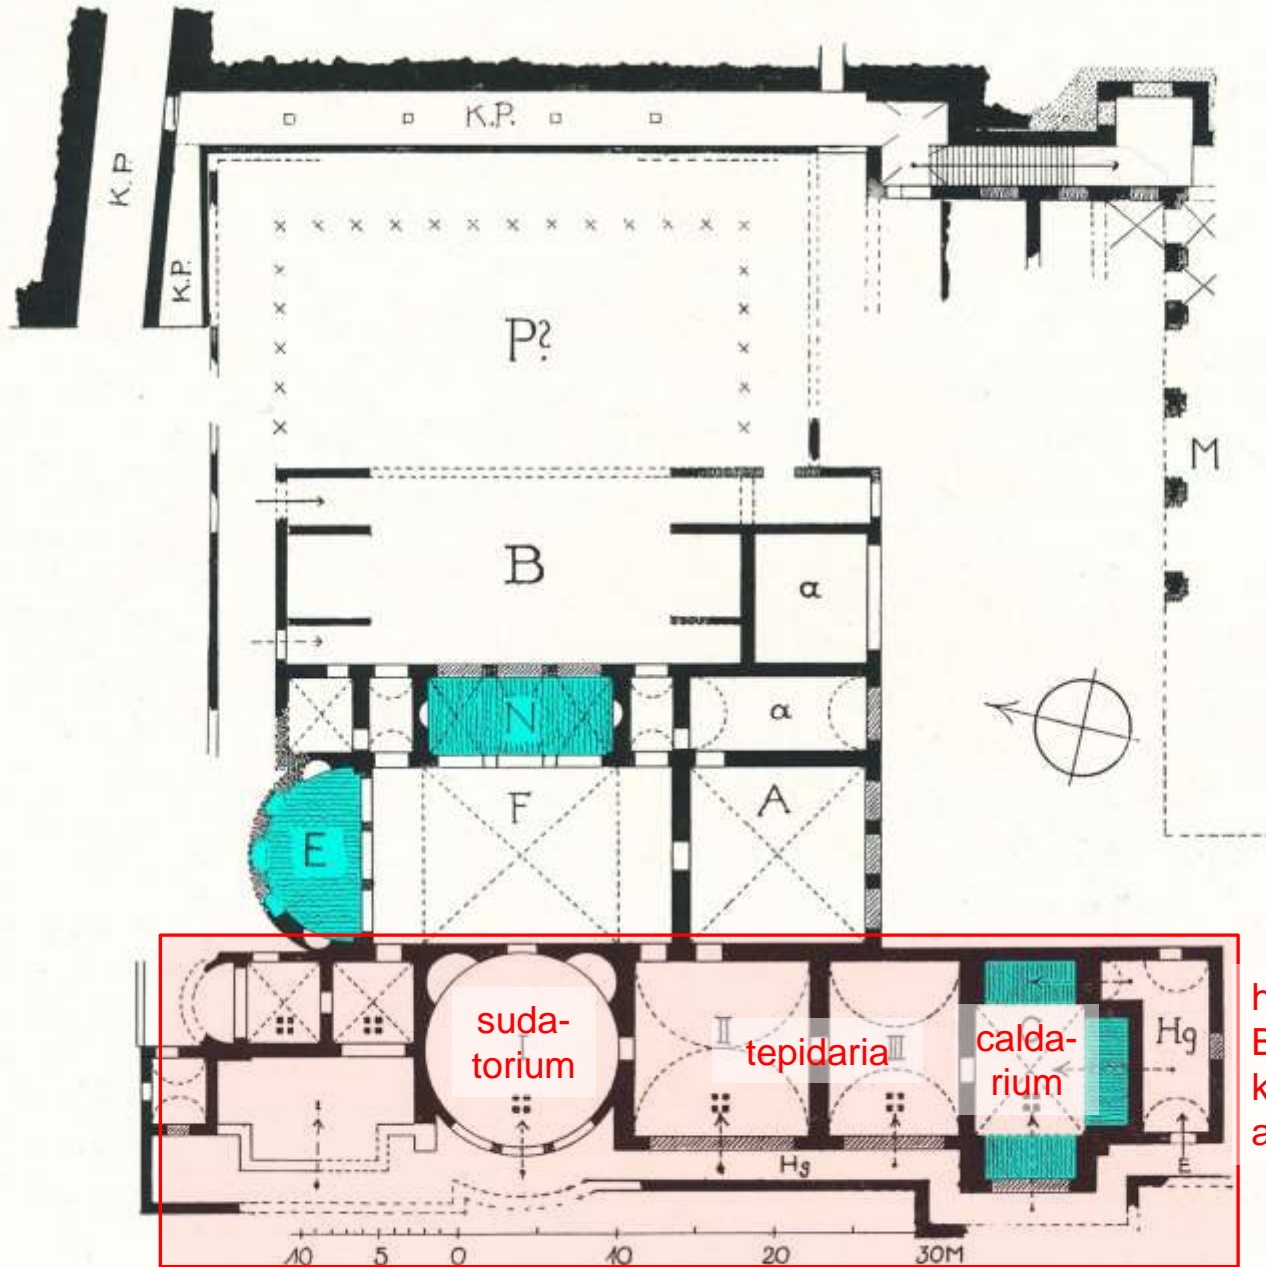 K.P.
K.P.
K.P.
P?
M
B
α
N
α
F
A
E
suda-
torium
I
II
tepidaria
III
calda-
rium
C
Hg
h
B
k
a
Hg
E
10 5 0 10 20 30M